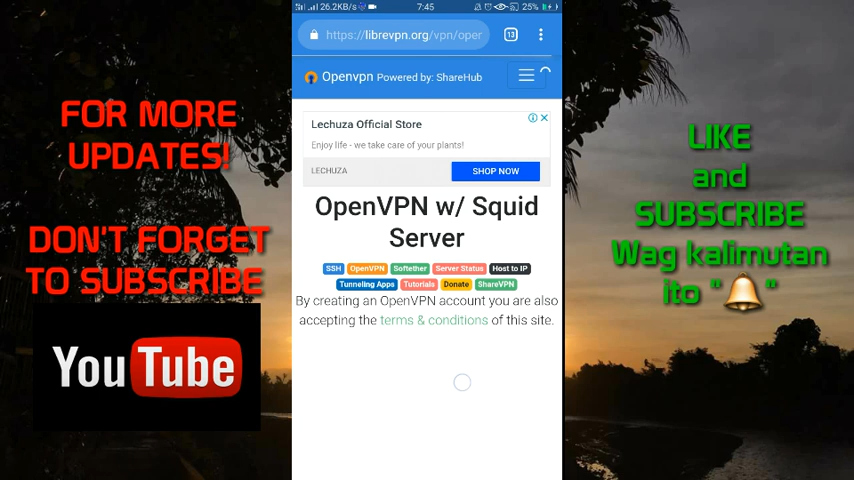 26.2KB/s 7:45 25%
https://librevpn.org/vpn/oper 13
Openvpn Powered by: ShareHub
Lechuza Official Store
Enjoy life - we take care of your plants!
LECHUZA SHOP NOW
OpenVPN w/ Squid
Server
SSH OpenVPN Softether Server Status Host to IP
Tunneling Apps Tutorials Donate ShareVPN
By creating an OpenVPN account you are also
accepting the terms & conditions of this site.
FOR MORE
UPDATES!
DON'T FORGET
TO SUBSCRIBE
YouTube
LIKE
and
SUBSCRIBE
Wag kalimutan
ito "🔔"